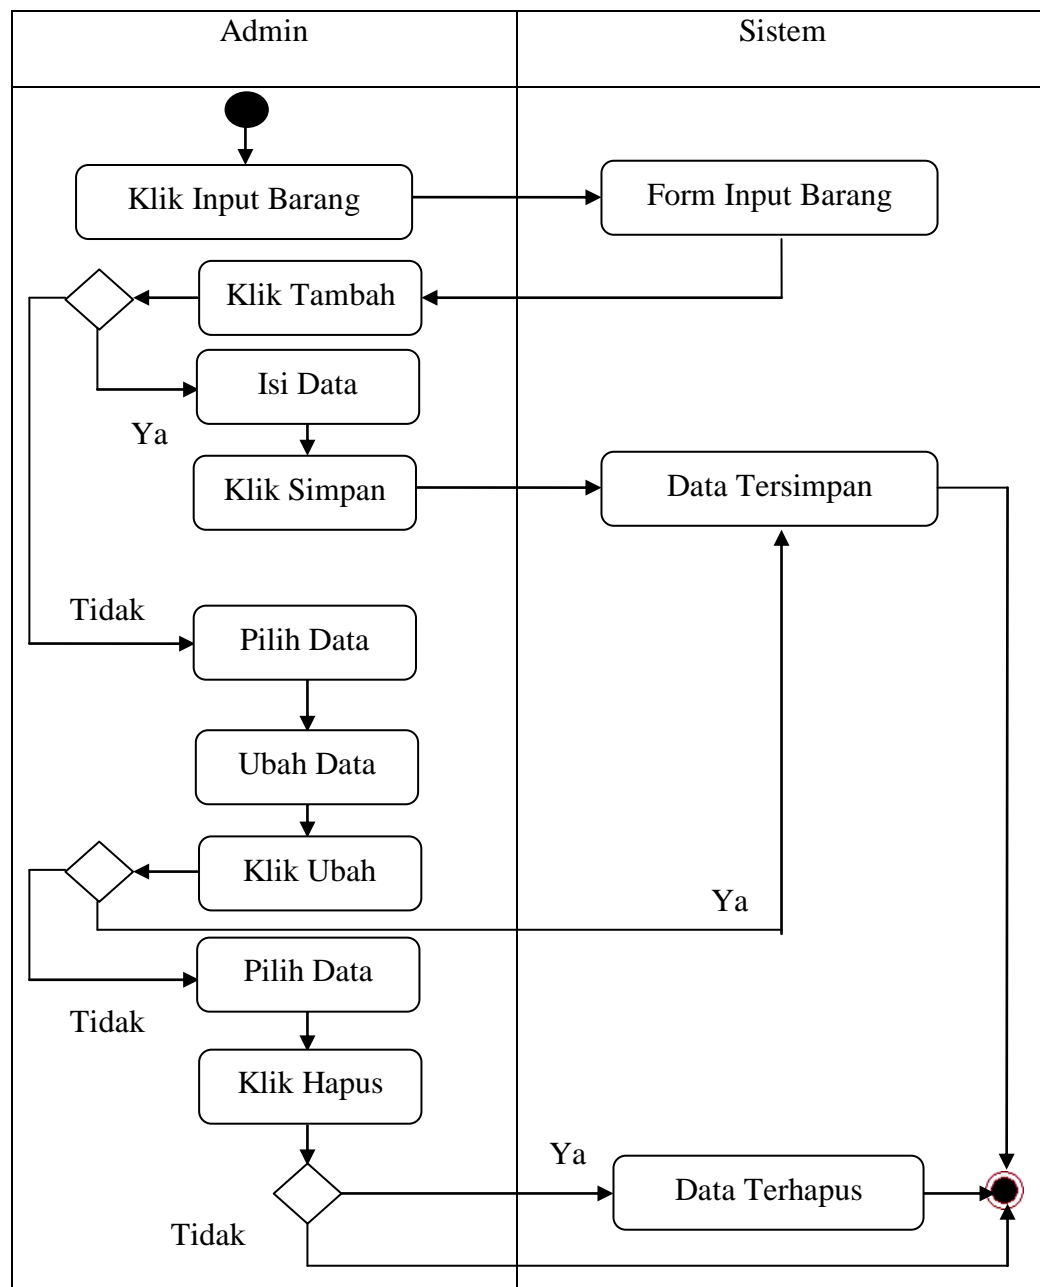 Admin
Sistem
Klik Input Barang
Form Input Barang
Klik Tambah
Isi Data
Ya
Klik Simpan
Data Tersimpan
Tidak
Pilih Data
Ubah Data
Klik Ubah
Ya
Pilih Data
Tidak
Klik Hapus
Ya
Data Terhapus
Tidak